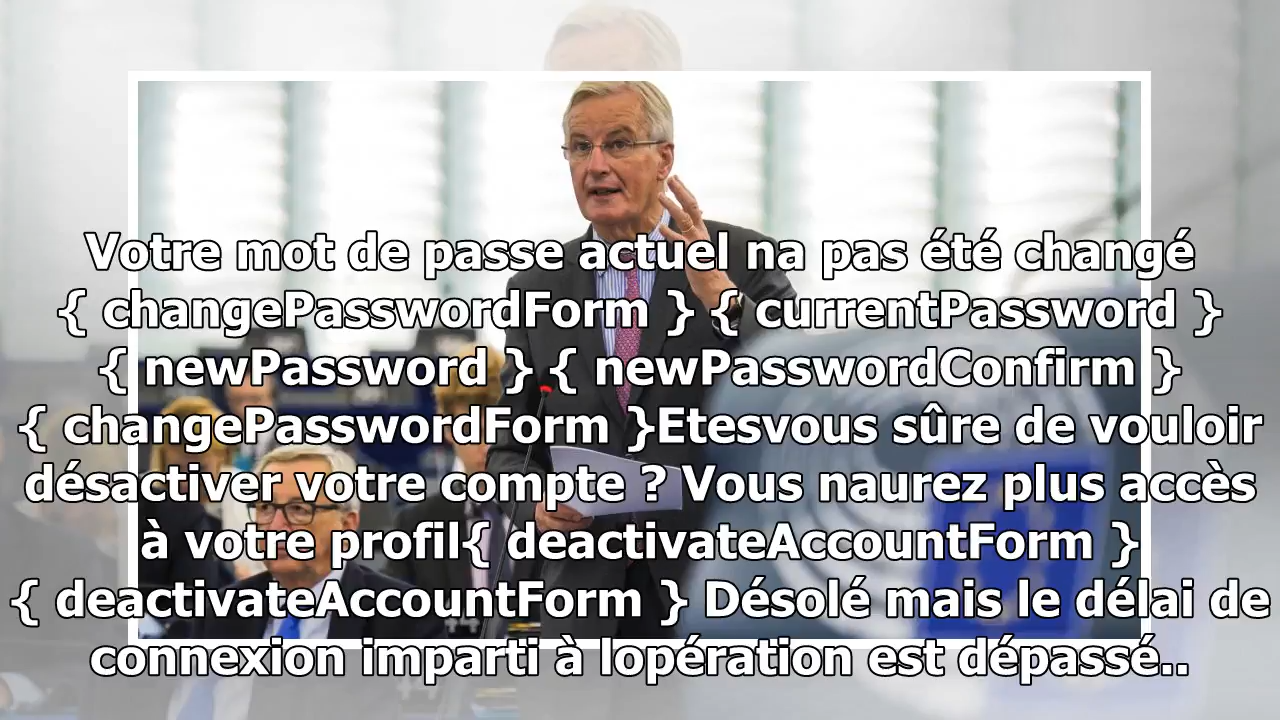 Votre mot de passe actuel na pas été changé
{ changePasswordForm } { currentPassword }
{ newPassword } { newPasswordConfirm }
{ changePasswordForm }Etesvous sûre de vouloir
désactiver votre compte ? Vous naurez plus accès
à votre profil{ deactivateAccountForm }
{ deactivateAccountForm } Désolé mais le délai de
connexion imparti à lopération est dépassé..